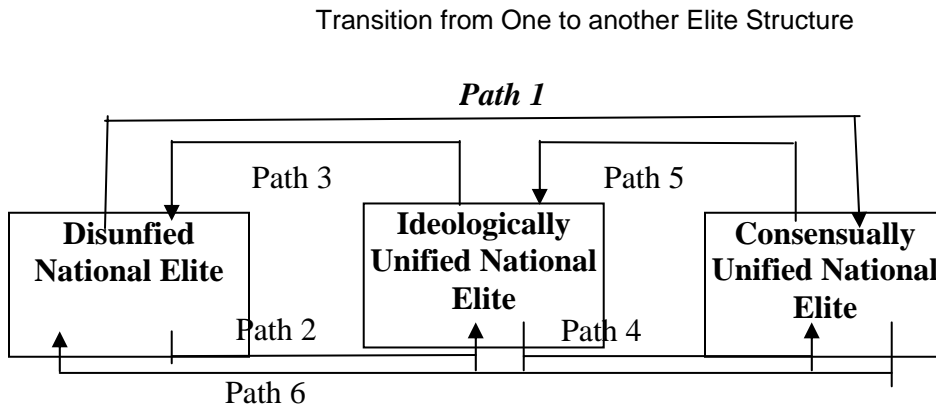 Transition from One to another Elite Structure
Path 1
Path 3
Path 5
Disunfied
National Elite
Ideologically
Unified National
Elite
Consensually
Unified National
Elite
Path 2
Path 4
Path 6